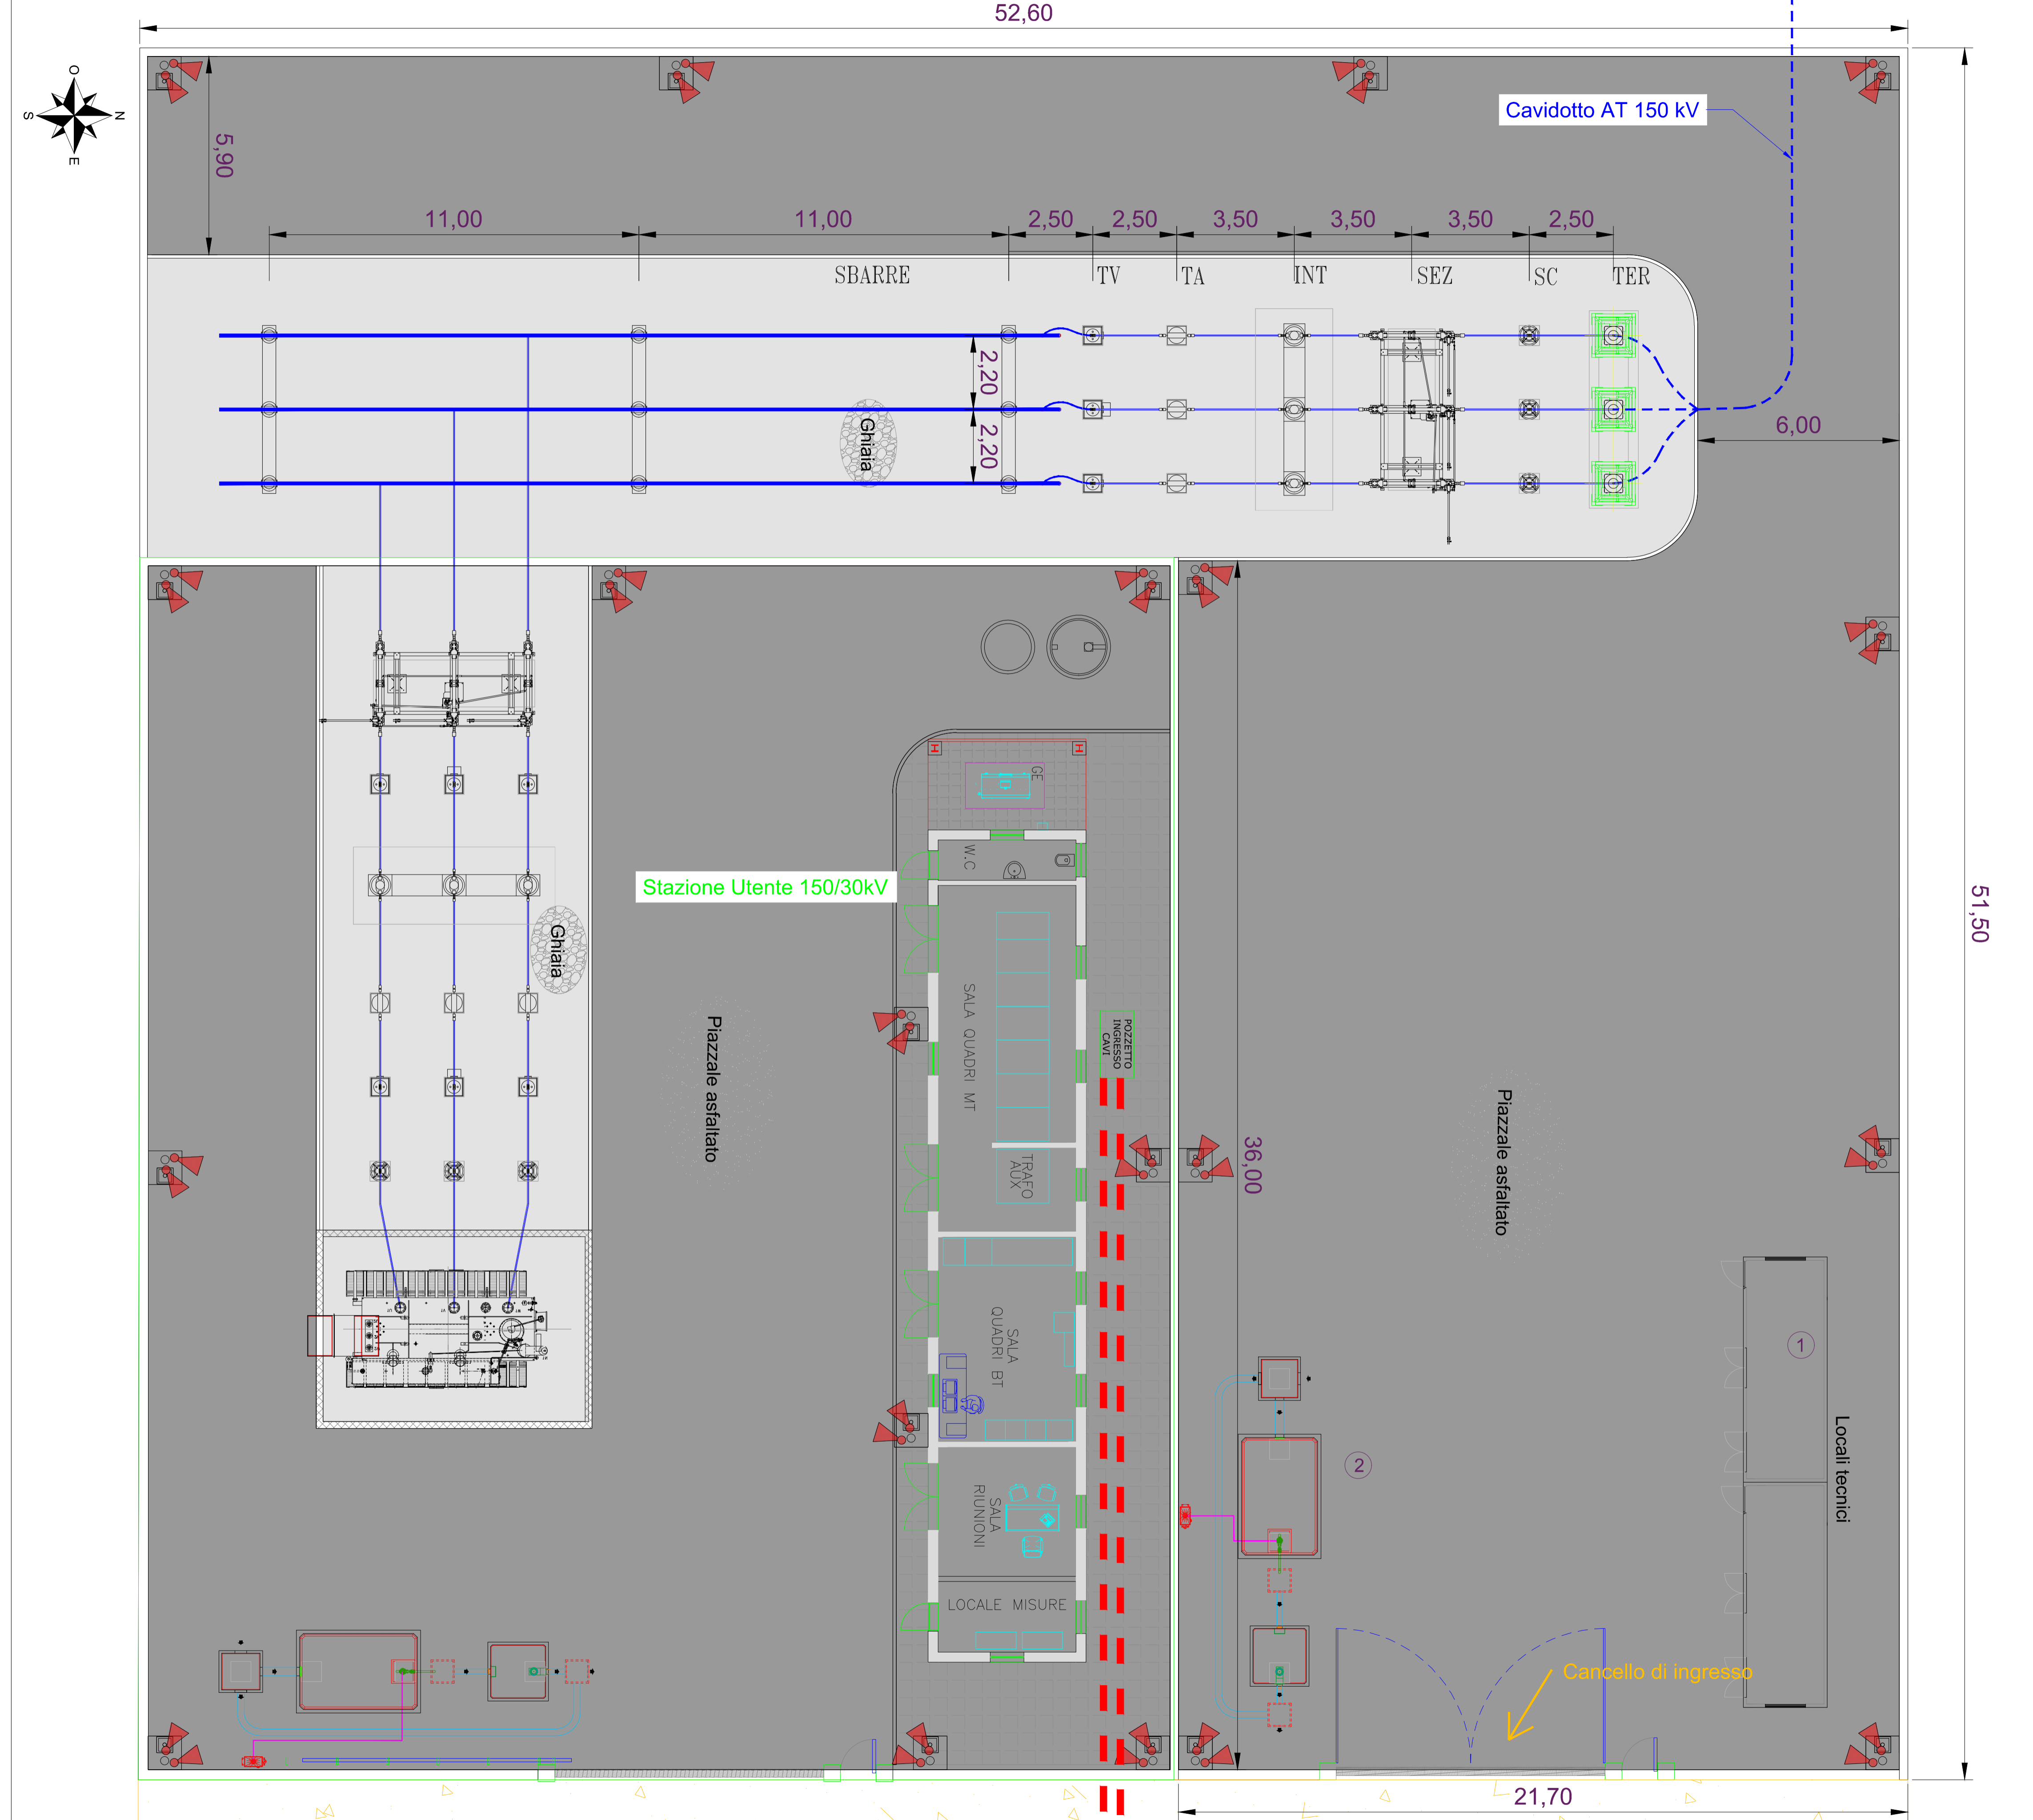 52,60
O
S
N
E
Cavidotto AT 150 kV
5,90
11,00
11,00
2,50
2,50
3,50
3,50
3,50
2,50
SBARRE
TV
TA
INT
SEZ
SC
TER
2,20
2,20
Ghiaia
6,00
H
H
GE
W.C
Stazione Utente 150/30kV
Ghiaia
SALA QUADRI MT
POZZETTO
INGRESSO
CAVI
Piazzale asfaltato
Piazzale asfaltato
51,50
36,00
TRAFO
AUX
SALA
QUADRI BT
1
2
Locali tecnici
SALA
RIUNIONI
LOCALE MISURE
Cancello di ingresso
21,70